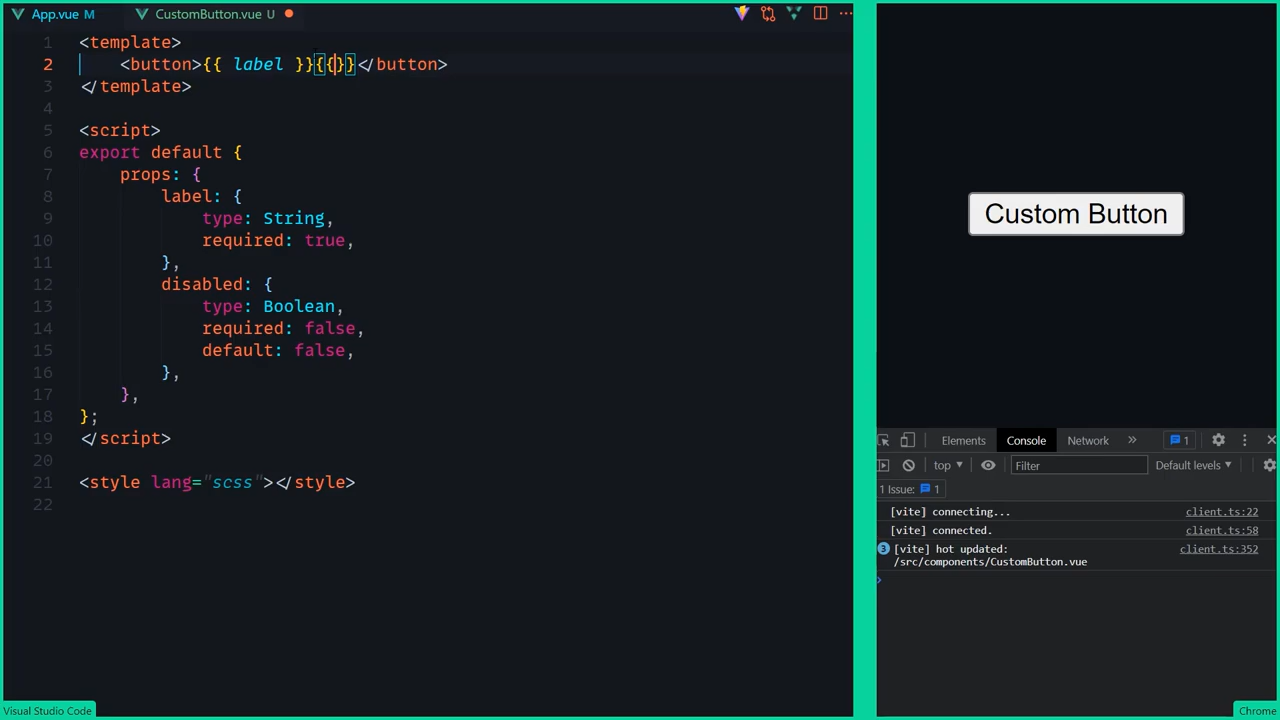 App.vue M
CustomButton.vue U
1 <template>
2 <button>{{ label }}{{}}</button>
3 </template>
4
5 <script>
6 export default {
7 props: {
8 label: {
9 type: String,
10 required: true,
11 },
12 disabled: {
13 type: Boolean,
14 required: false,
15 default: false,
16 },
17 },
18 };
19 </script>
20
21 <style lang="scss"></style>
22
Visual Studio Code
Custom Button
Elements Console Network 1
top Filter Default levels
1 Issue: 1
[vite] connecting... client.ts:22
[vite] connected. client.ts:58
3 [vite] hot updated: client.ts:352
/src/components/CustomButton.vue
Chrome